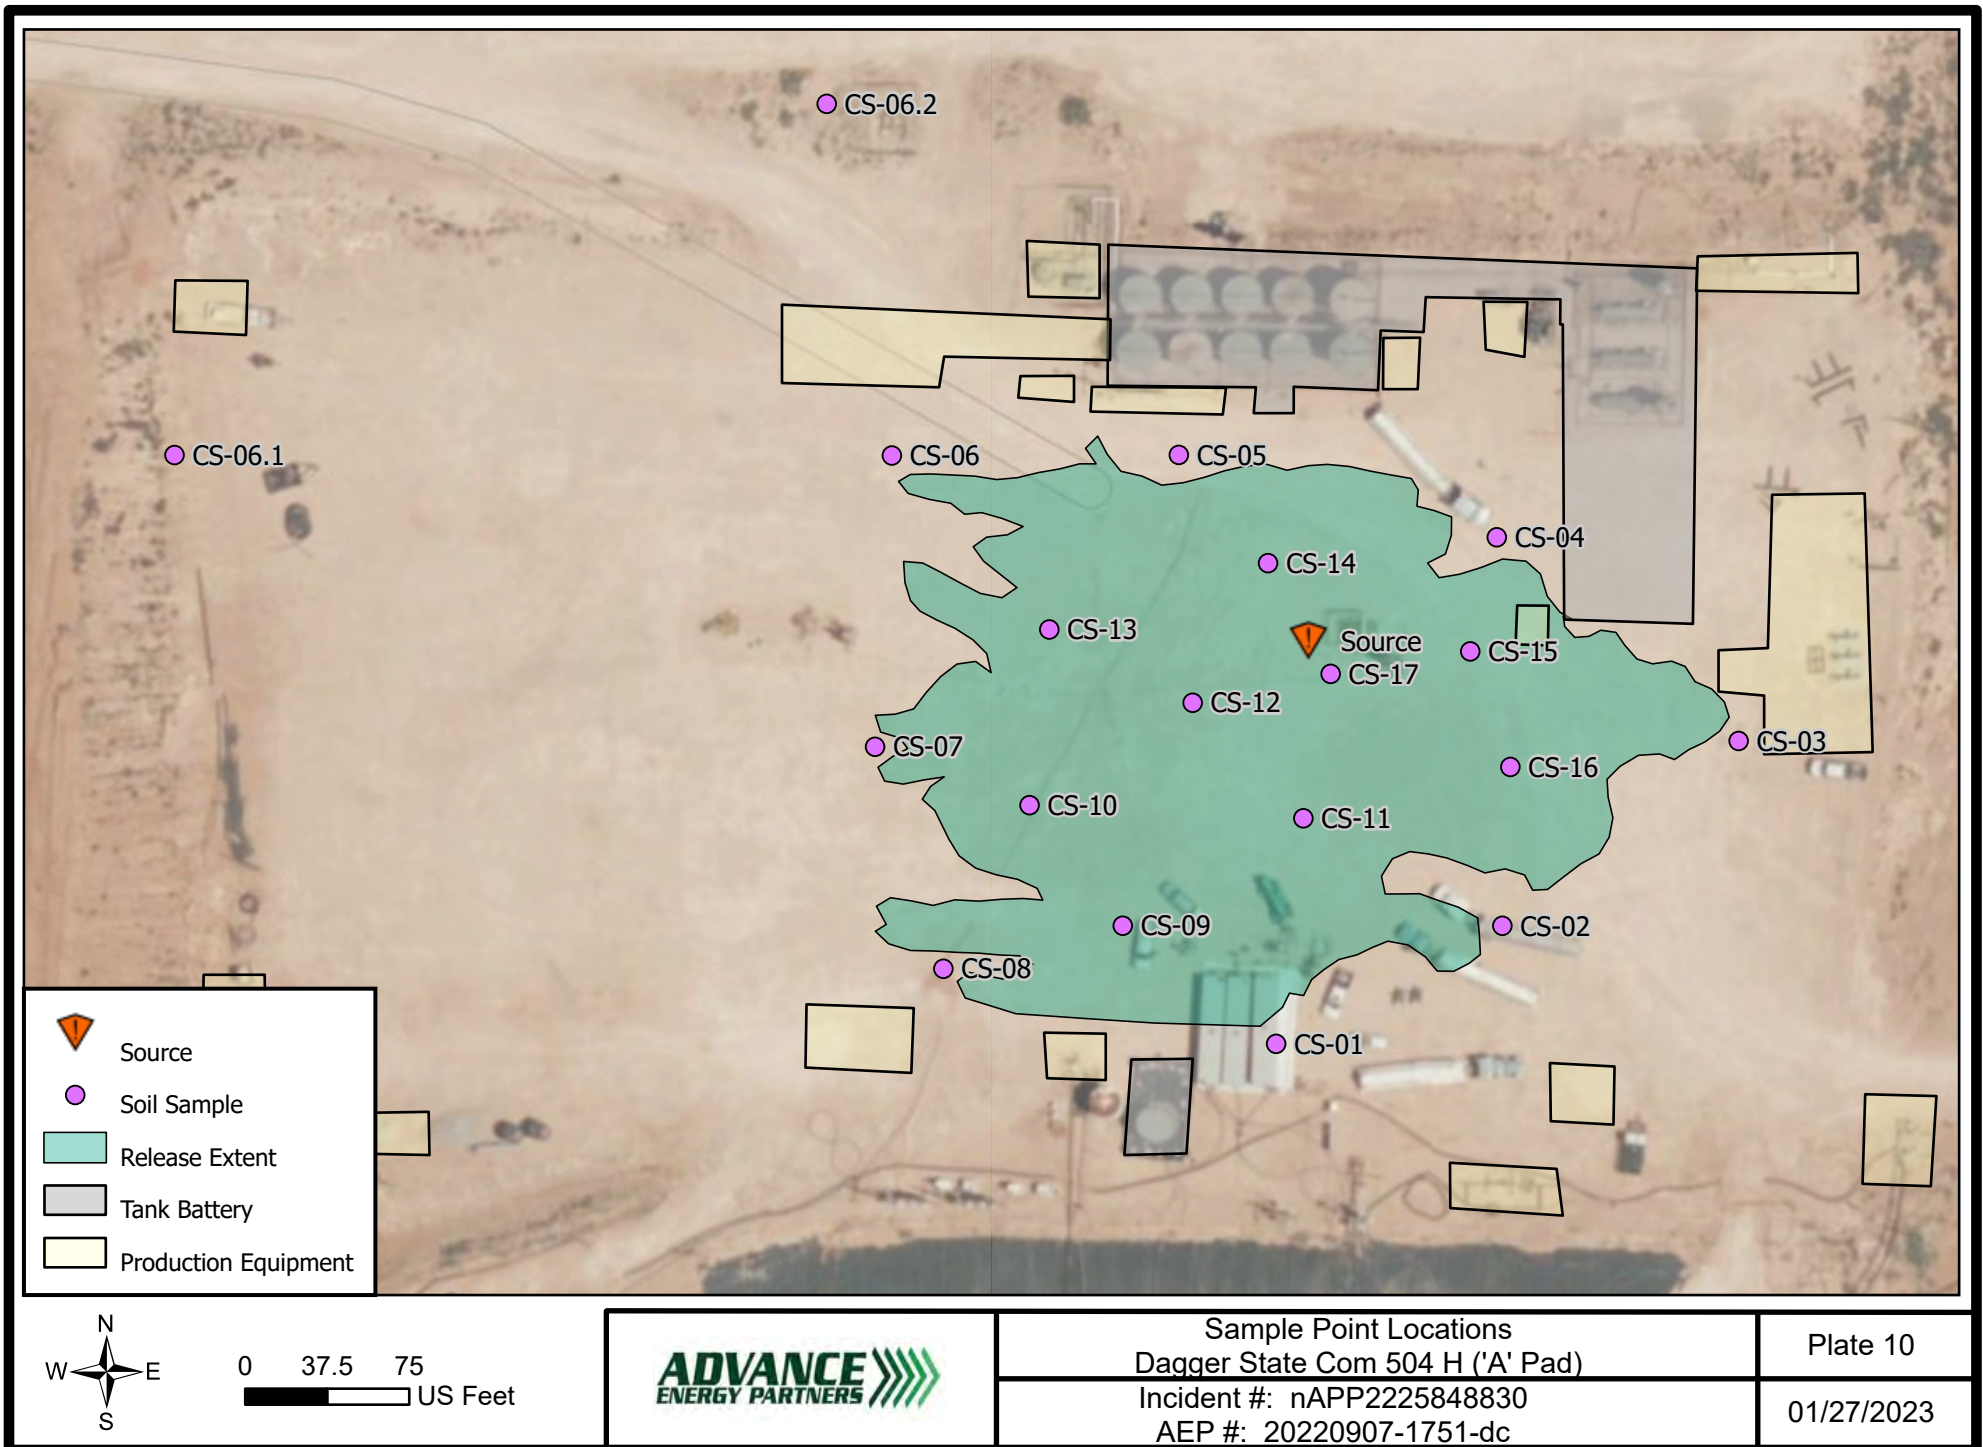 CS-06.2
CS-06.1
CS-06
CS-05
CS-04
CS-14
CS-13
Source
CS-15
CS-17
CS-12
CS-07
CS-03
CS-16
CS-10
CS-11
CS-09
CS-02
CS-08
CS-01
Source
Soil Sample
Release Extent
Tank Battery
Production Equipment
N
W E
S
0 37.5 75
US Feet
ADVANCE
ENERGY PARTNERS
Sample Point Locations
Dagger State Com 504 H ('A' Pad)
Incident #: nAPP2225848830
AEP #: 20220907-1751-dc
Plate 10
01/27/2023